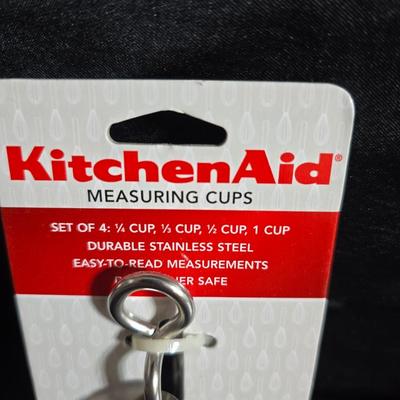 KitchenAid®
MEASURING CUPS
SET OF 4: ¼ CUP, ⅓ CUP, ½ CUP, 1 CUP
DURABLE STAINLESS STEEL
EASY-TO-READ MEASUREMENTS
SAFE